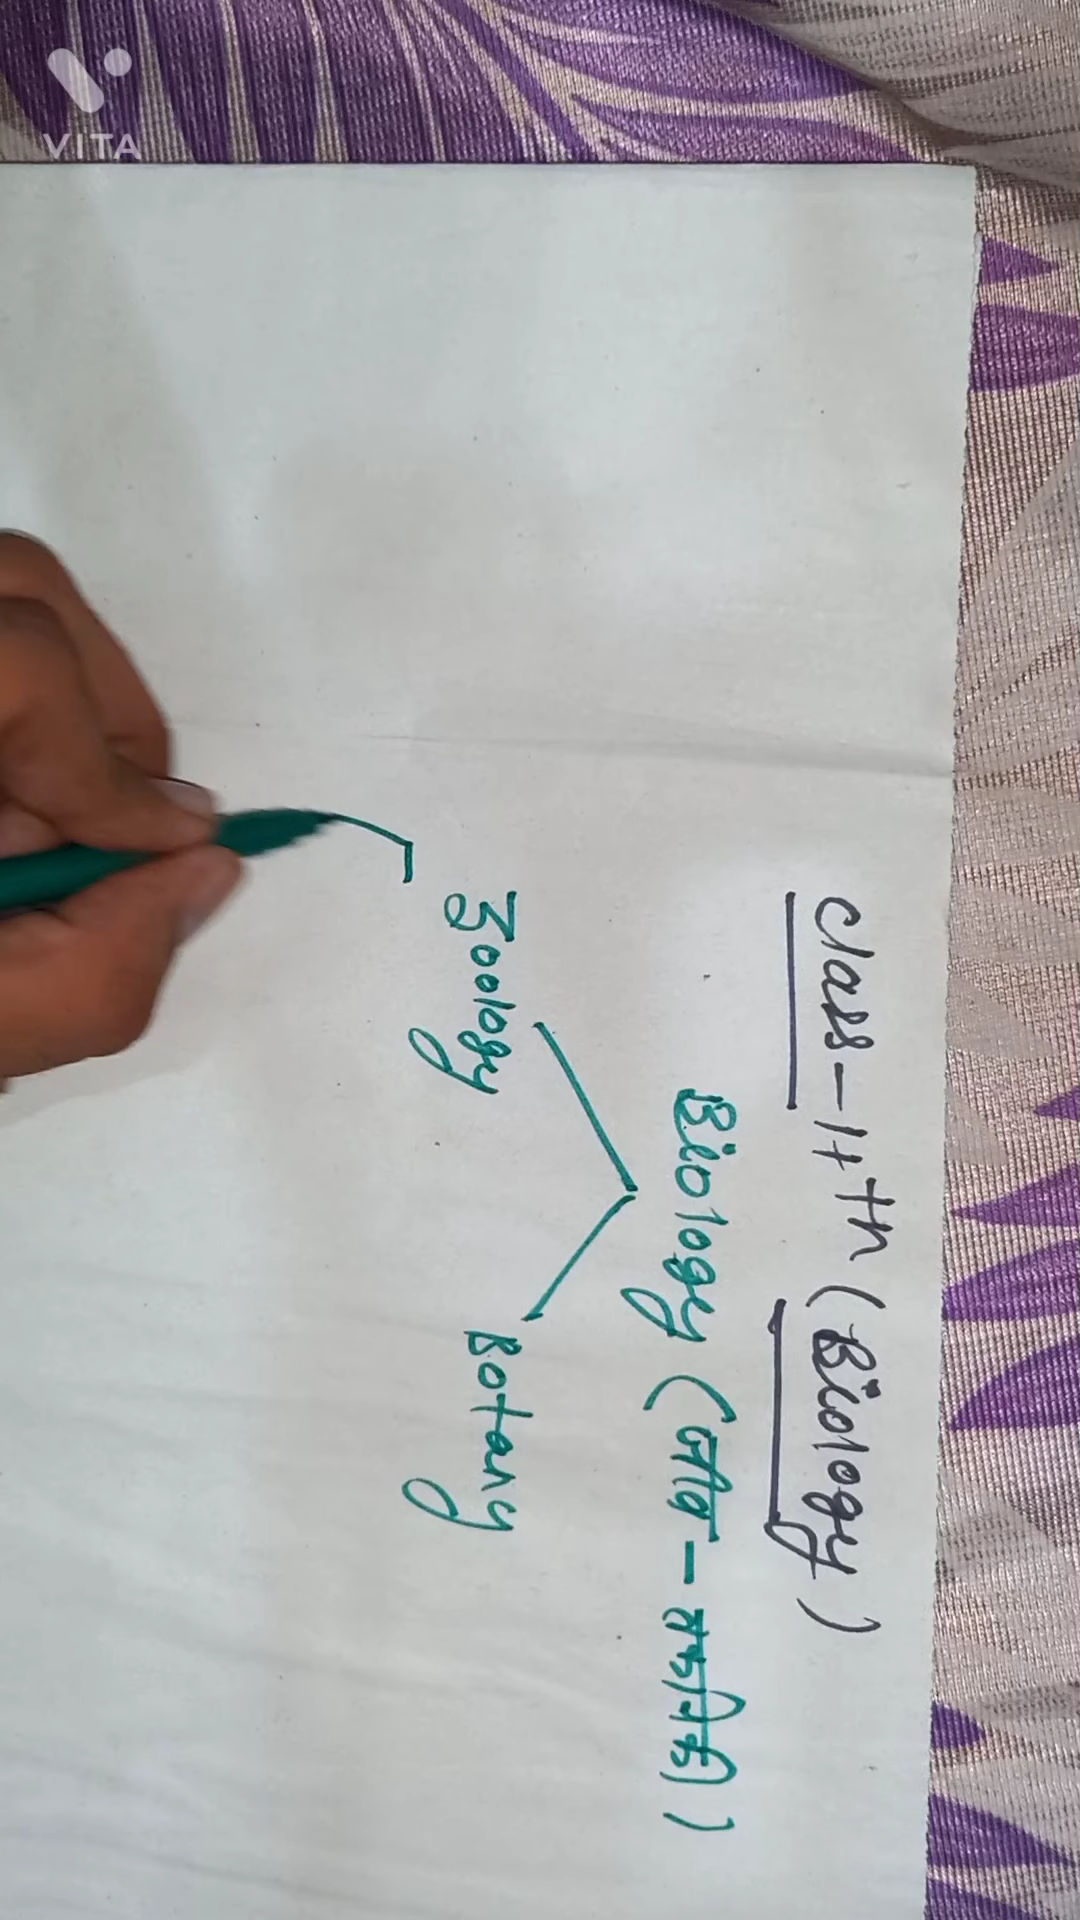 VITA
class - 11th (Biology)
Biology (जीव -
Zoology
Botany